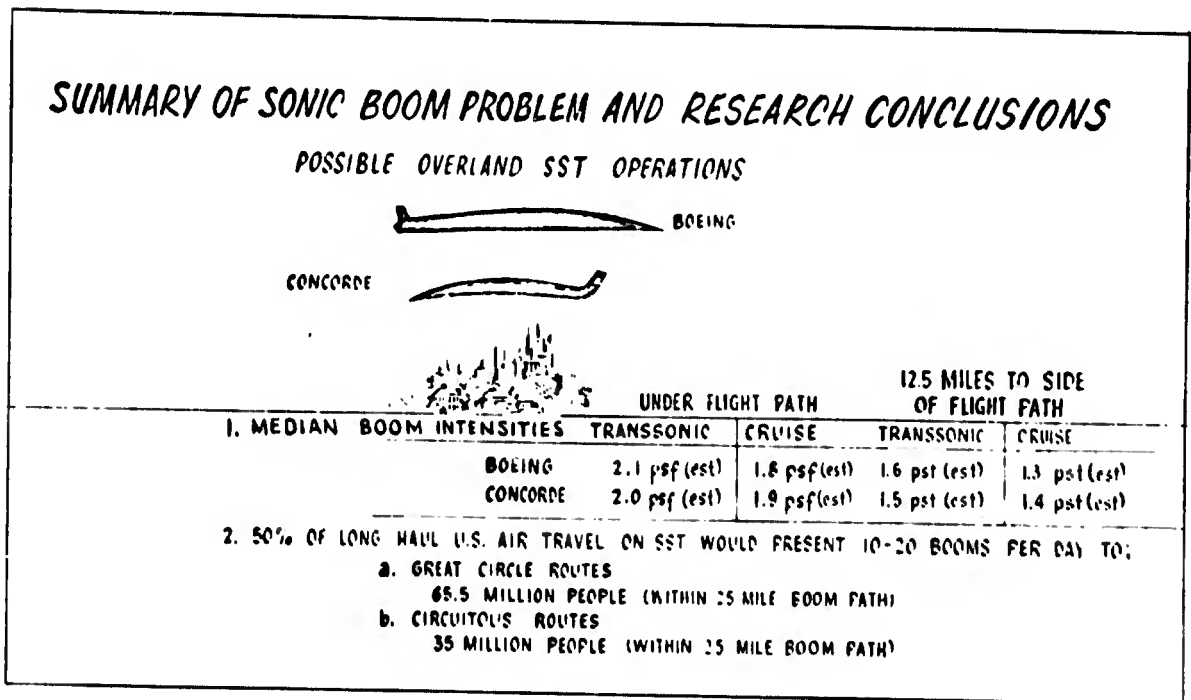 SUMMARY OF SONIC BOOM PROBLEM AND RESEARCH CONCLUSIONS
POSSIBLE OVERLAND SST OPERATIONS
BOEING
CONCORDE
12.5 MILES TO SIDE
UNDER FLIGHT PATH OF FLIGHT PATH
1. MEDIAN BOOM INTENSITIES TRANSSONIC CRUISE TRANSSONIC CRUISE
BOEING 2.1 psf (est) 1.8 psf (est) 1.6 psf (est) 1.3 psf (est)
CONCORDE 2.0 psf (est) 1.9 psf (est) 1.5 psf (est) 1.4 psf (est)
2. 50% OF LONG HAUL U.S. AIR TRAVEL ON SST WOULD PRESENT 10-20 BOOMS PER DAY TO:
a. GREAT CIRCLE ROUTES
65.5 MILLION PEOPLE (WITHIN 25 MILE BOOM PATH)
b. CIRCUITOUS ROUTES
35 MILLION PEOPLE (WITHIN 25 MILE BOOM PATH)